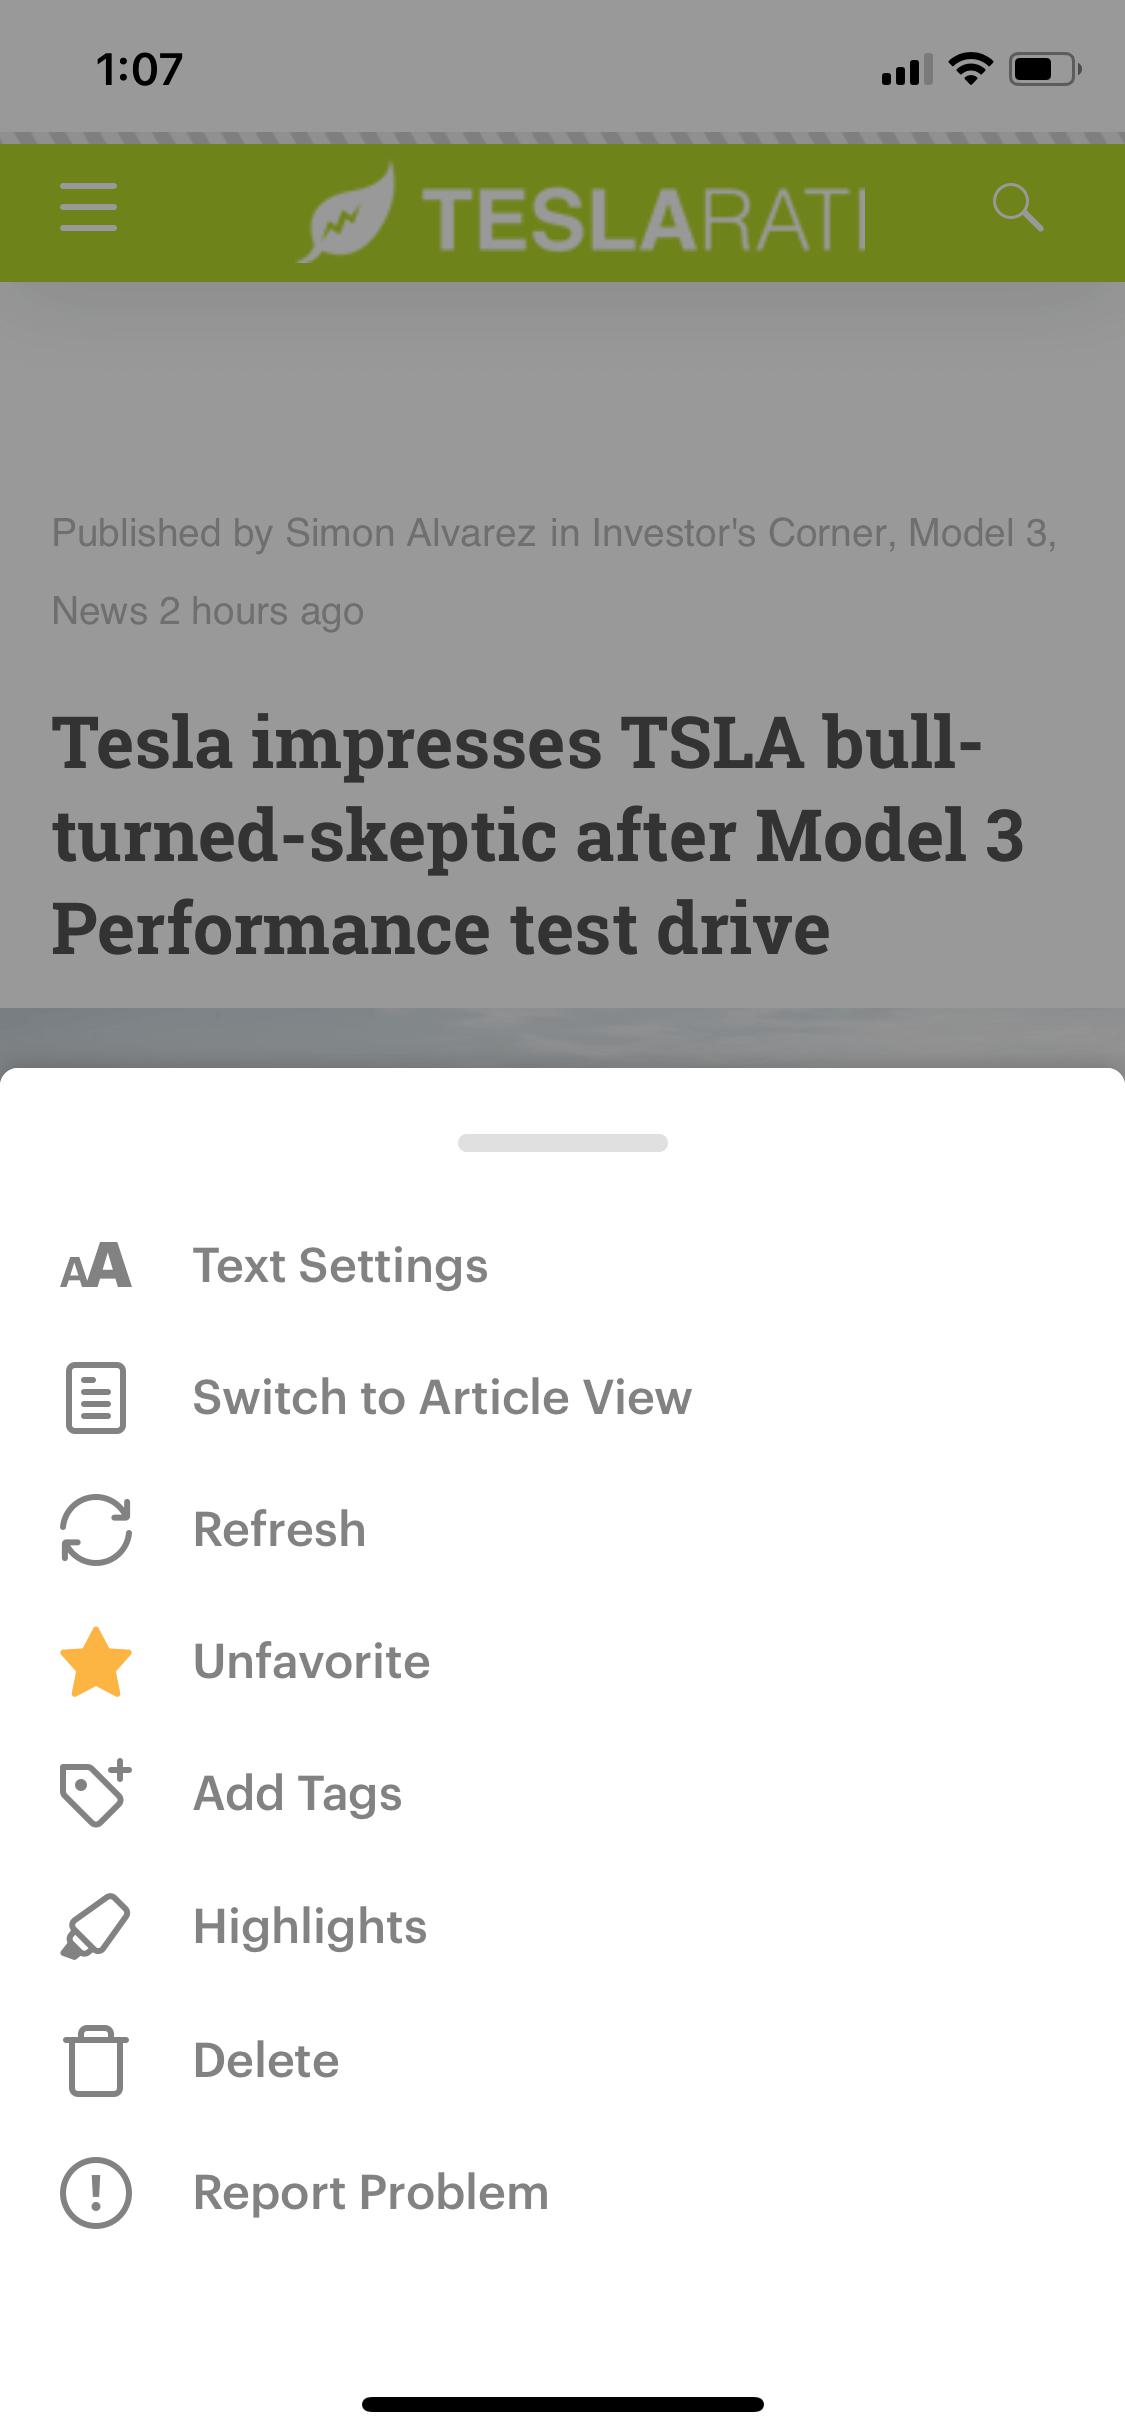 1:07
TESLARATI
Published by Simon Alvarez in Investor's Corner, Model 3,
News 2 hours ago
Tesla impresses TSLA bull-
turned-skeptic after Model 3
Performance test drive
AA Text Settings
Switch to Article View
Refresh
Unfavorite
Add Tags
Highlights
Delete
Report Problem